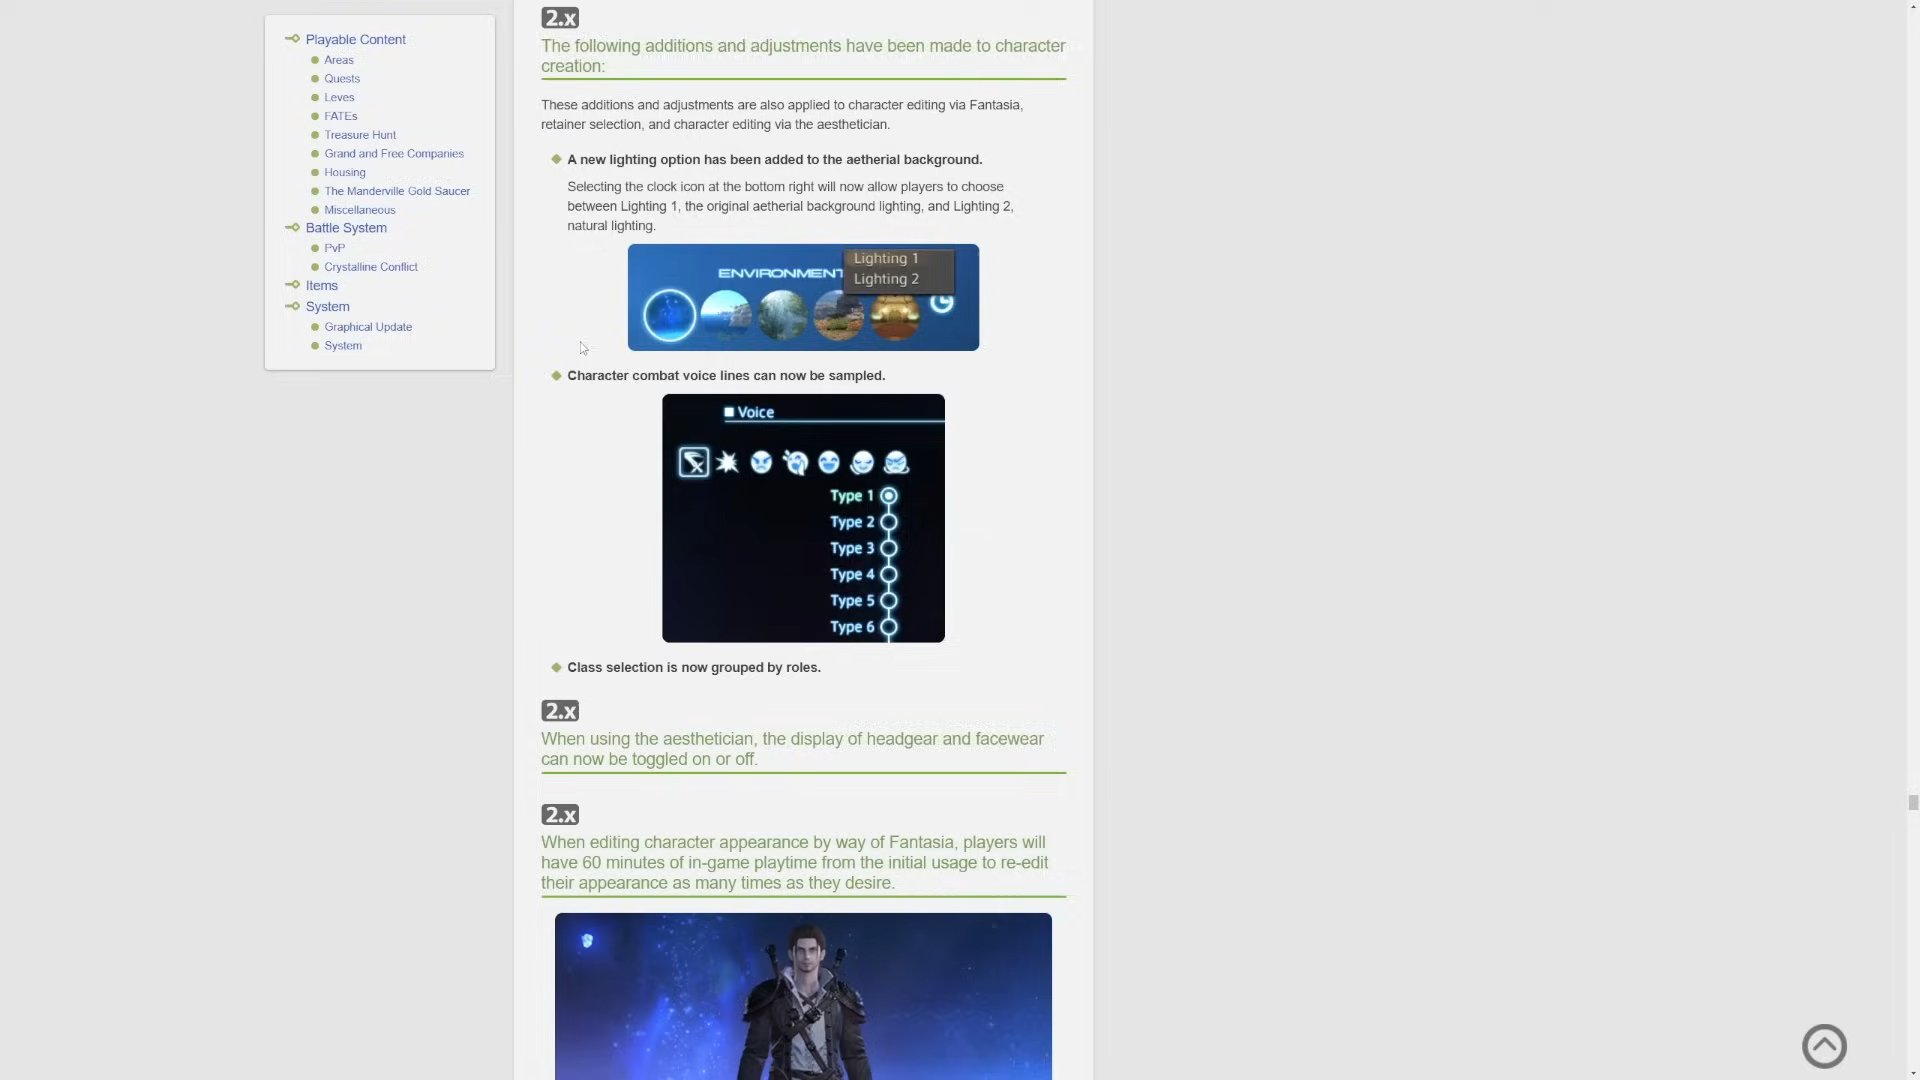 Playable Content
Areas
Quests
Leves
FATEs
Treasure Hunt
Grand and Free Companies
Housing
The Manderville Gold Saucer
Miscellaneous
Battle System
PvP
Crystalline Conflict
Items
System
Graphical Update
System
2.x
The following additions and adjustments have been made to character
creation:
These additions and adjustments are also applied to character editing via Fantasia,
retainer selection, and character editing via the aesthetician.
A new lighting option has been added to the aetherial background.
Selecting the clock icon at the bottom right will now allow players to choose
between Lighting 1, the original aetherial background lighting, and Lighting 2,
natural lighting.
ENVIRONMENT
Lighting 1
Lighting 2
Character combat voice lines can now be sampled.
Voice
Type 1
Type 2
Type 3
Type 4
Type 5
Type 6
Class selection is now grouped by roles.
2.x
When using the aesthetician, the display of headgear and facewear
can now be toggled on or off.
2.x
When editing character appearance by way of Fantasia, players will
have 60 minutes of in-game playtime from the initial usage to re-edit
their appearance as many times as they desire.